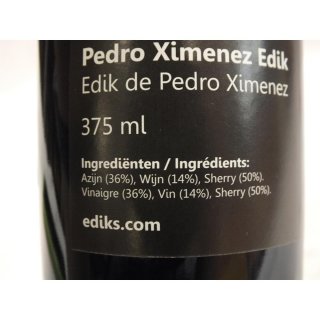 Pedro Ximenez Edik
Edik de Pedro Ximenez
375 ml
Ingrediënten / Ingrédients:
Azijn (36%), Wijn (14%), Sherry (50%).
Vinaigre (36%), Vin (14%), Sherry (50%).
ediks.com